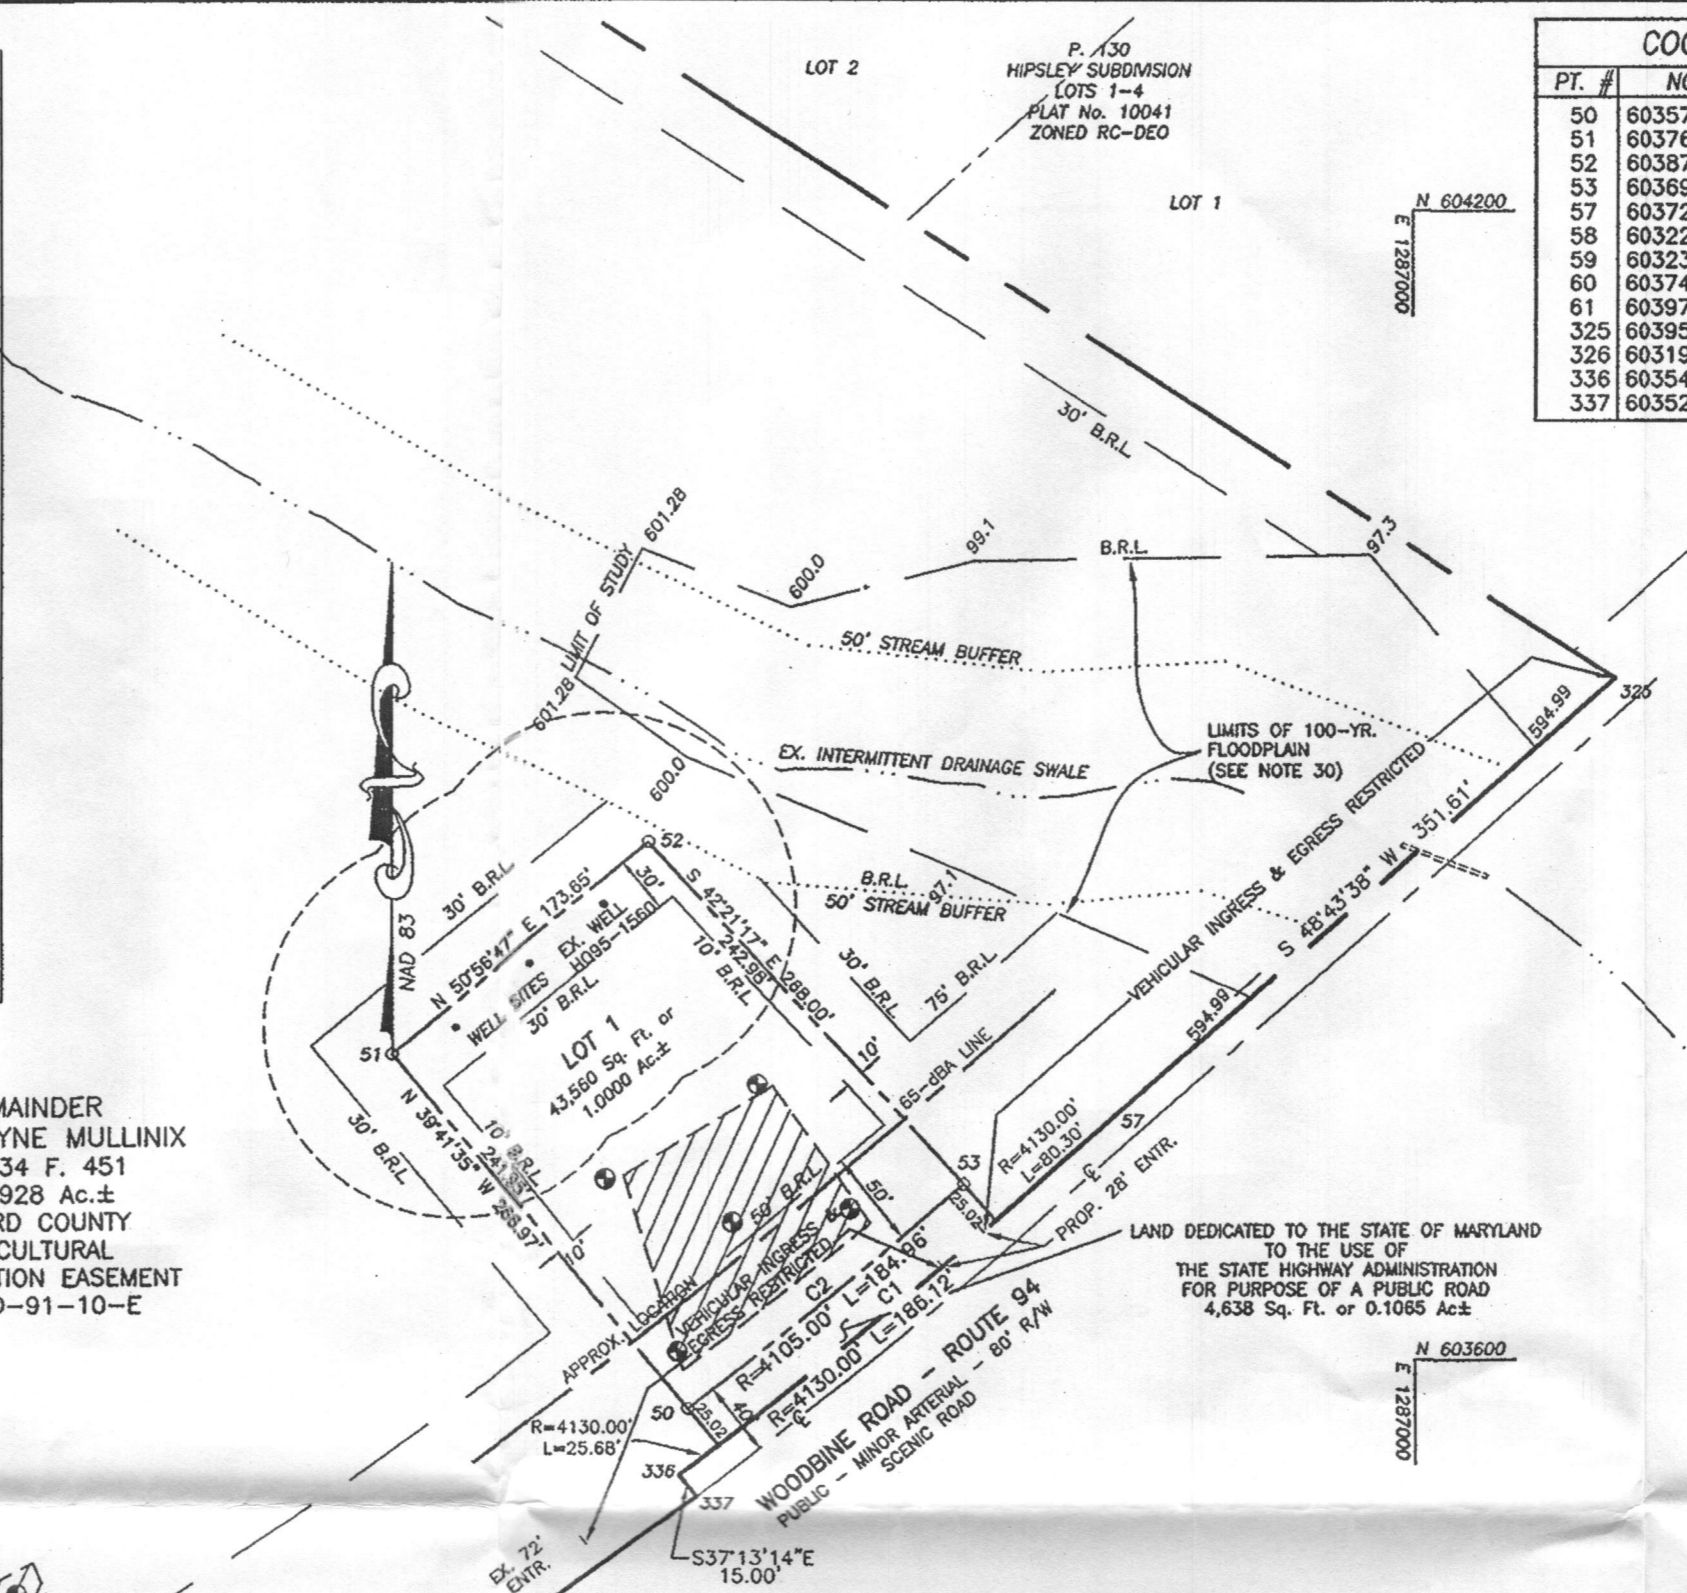 LOT 2
P. 130
HIPSLEY SUBDIVISION
LOTS 1-4
PLAT No. 10041
ZONED RC-DEO
LOT 1
N 604200
E 1287000
PT. #
50 60357
51 60376
52 60387
53 60369
57 60372
58 60322
59 60323
60 60374
61 60397
325 60395
326 60319
336 60354
337 60352
30' B.R.L.
601.28
LIMIT OF STUDY
601.28
600.0
99.1
B.R.L.
97.3
50' STREAM BUFFER
325
594.99
LIMITS OF 100-YR.
FLOODPLAIN
(SEE NOTE 30)
EX. INTERMITTENT DRAINAGE SWALE
600.0
VEHICULAR INGRESS & EGRESS RESTRICTED
S 48°43'38" W 351.61'
594.99
52
30' B.R.L.
B.R.L.
97.1
50' STREAM BUFFER
30'
NAD 83
N 50°56'47" E 173.65'
EX. WELL
HO95-1560
WELL SITES
30' B.R.L.
S 42°21'17" E 268.00'
242.98'
10' B.R.L.
30' B.R.L.
75' B.R.L.
LOT 1
43,560 Sq. Ft. or
1.0000 Ac.±
51
10'
65-dBA LINE
N 39°41'35" W 266.97'
10' B.R.L.
30' B.R.L.
10'
MAINDER
YNE MULLINIX
34 F. 451
928 Ac.±
RD COUNTY
CULTURAL
TION EASEMENT
-91-10-E
R=4130.00'
L=80.30'
57
53
25.02'
PROP. 28' ENTR.
50' B.R.L.
50'
LAND DEDICATED TO THE STATE OF MARYLAND
TO THE USE OF
THE STATE HIGHWAY ADMINISTRATION
FOR PURPOSE OF A PUBLIC ROAD
4,638 Sq. Ft. or 0.1065 Ac±
VEHICULAR INGRESS &
EGRESS RESTRICTED
APPROX. LOCATION
C2
R=4105.00' L=184.96'
C1
R=4130.00' L=186.12'
N 603600
E 1287000
50
25.02
40'
R=4130.00'
L=25.68'
336
337
WOODBINE ROAD - ROUTE 94
PUBLIC - MINOR ARTERIAL - 80' R/W
SCENIC ROAD
S37°13'14"E
15.00'
EX. 72'
ENTR.